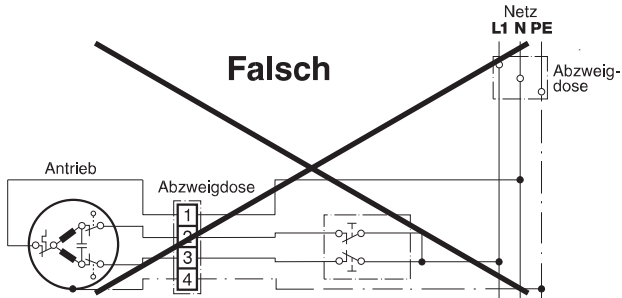 Netz
L1 N PE
Falsch
Abzweig-
dose
Antrieb
Abzweigdose
1
2
3
4